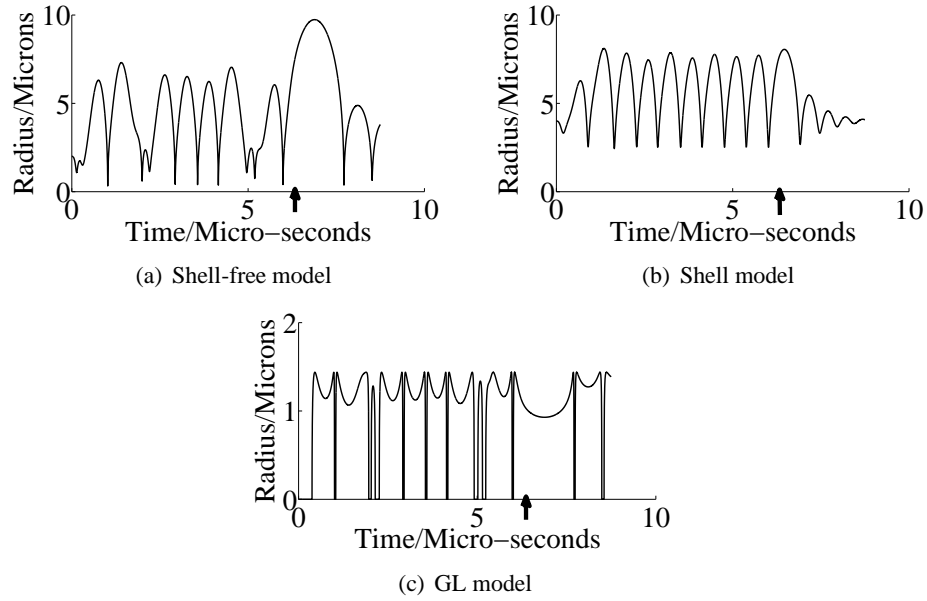 10
5
0
0 5 10
Radius/Microns
Time/Micro−seconds
(a) Shell-free model
10
5
0
0 5 10
Radius/Microns
Time/Micro−seconds
(b) Shell model
2
1
0
0 5 10
Radius/Microns
Time/Micro−seconds
(c) GL model